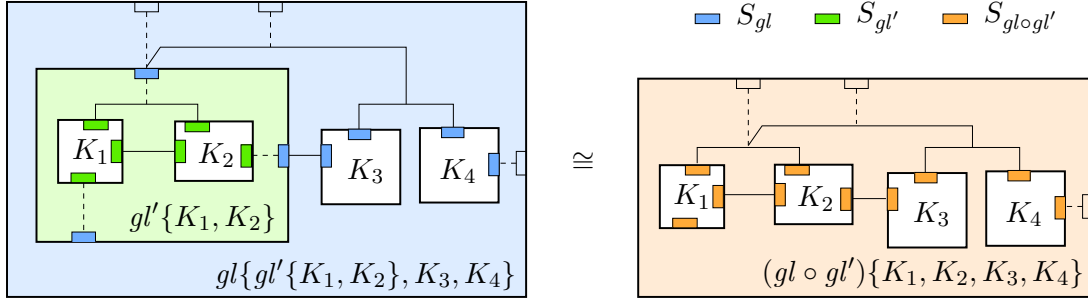 S_{gl} S_{gl'} S_{gl∘gl'}
K_1 K_2 K_3 K_4
gl'{K_1, K_2}
gl{gl'{K_1, K_2}, K_3, K_4}
≅
K_1 K_2 K_3 K_4
(gl ∘ gl'){K_1, K_2, K_3, K_4}